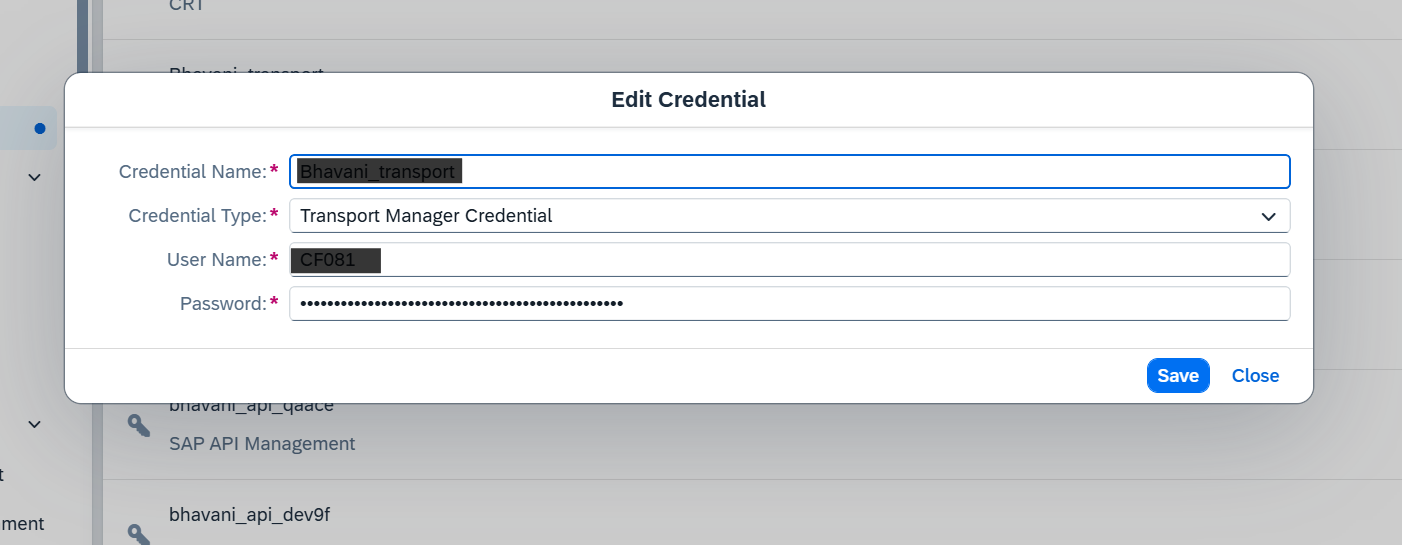 CRT
Bhavani_transport
Edit Credential
Credential Name:*
Bhavani_transport
Credential Type:*
Transport Manager Credential
User Name:*
CF081
Password:*
••••••••••••••••••••••••••••••••••••••••••••••••
Save
Close
bhavani_api_qaace
SAP API Management
t
bhavani_api_dev9f
ment